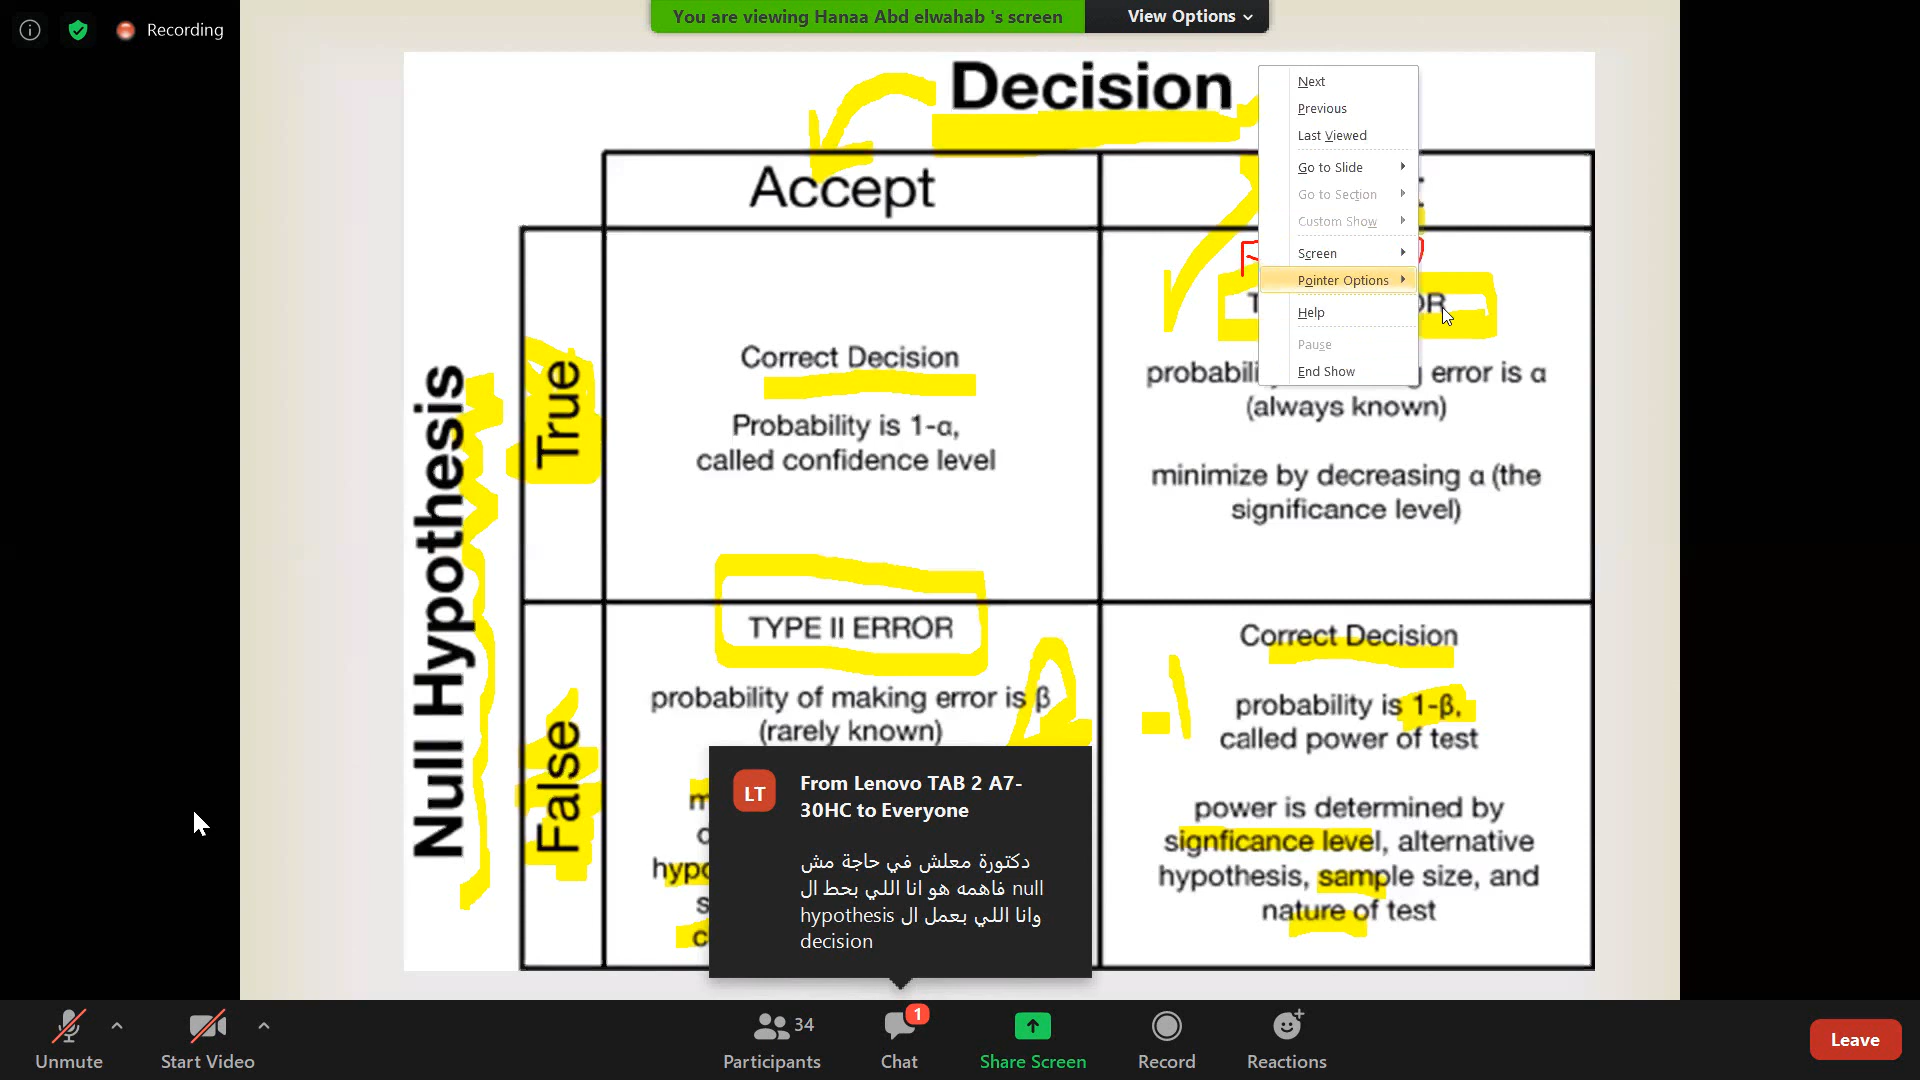 Recording
You are viewing Hanaa Abd elwahab 's screen
View Options
Decision
Accept
Null Hypothesis
True
Correct Decision
Probability is 1-α,
called confidence level
error is α
(always known)
minimize by decreasing α (the
significance level)
Next
Previous
Last Viewed
Go to Slide
Go to Section
Custom Show
Screen
Pointer Options
Help
Pause
End Show
False
TYPE II ERROR
probability of making error is β
(rarely known)
Correct Decision
probability is 1-β,
called power of test
power is determined by
signficance level, alternative
hypothesis, sample size, and
nature of test
LT
From Lenovo TAB 2 A7-
30HC to Everyone
دكتورة معلش في حاجة مش
فاهمه هو انا اللي بحط ال null
hypothesis وانا اللي بعمل ال
decision
Unmute
Start Video
34
Participants
1
Chat
Share Screen
Record
Reactions
Leave